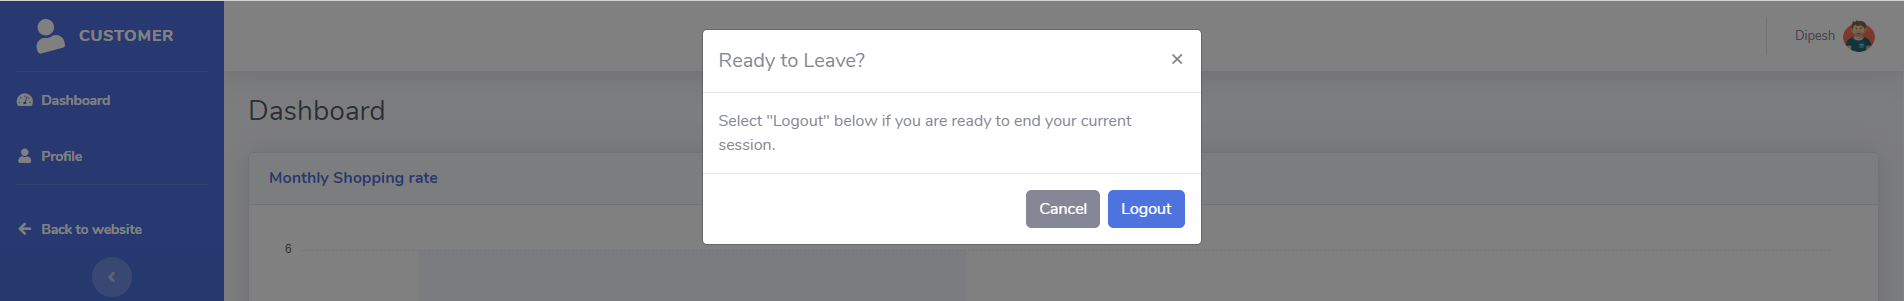 CUSTOMER
Dashboard
Profile
Back to website
Dipesh
Dashboard
Monthly Shopping rate
6
Ready to Leave?
×
Select "Logout" below if you are ready to end your current
session.
Cancel
Logout